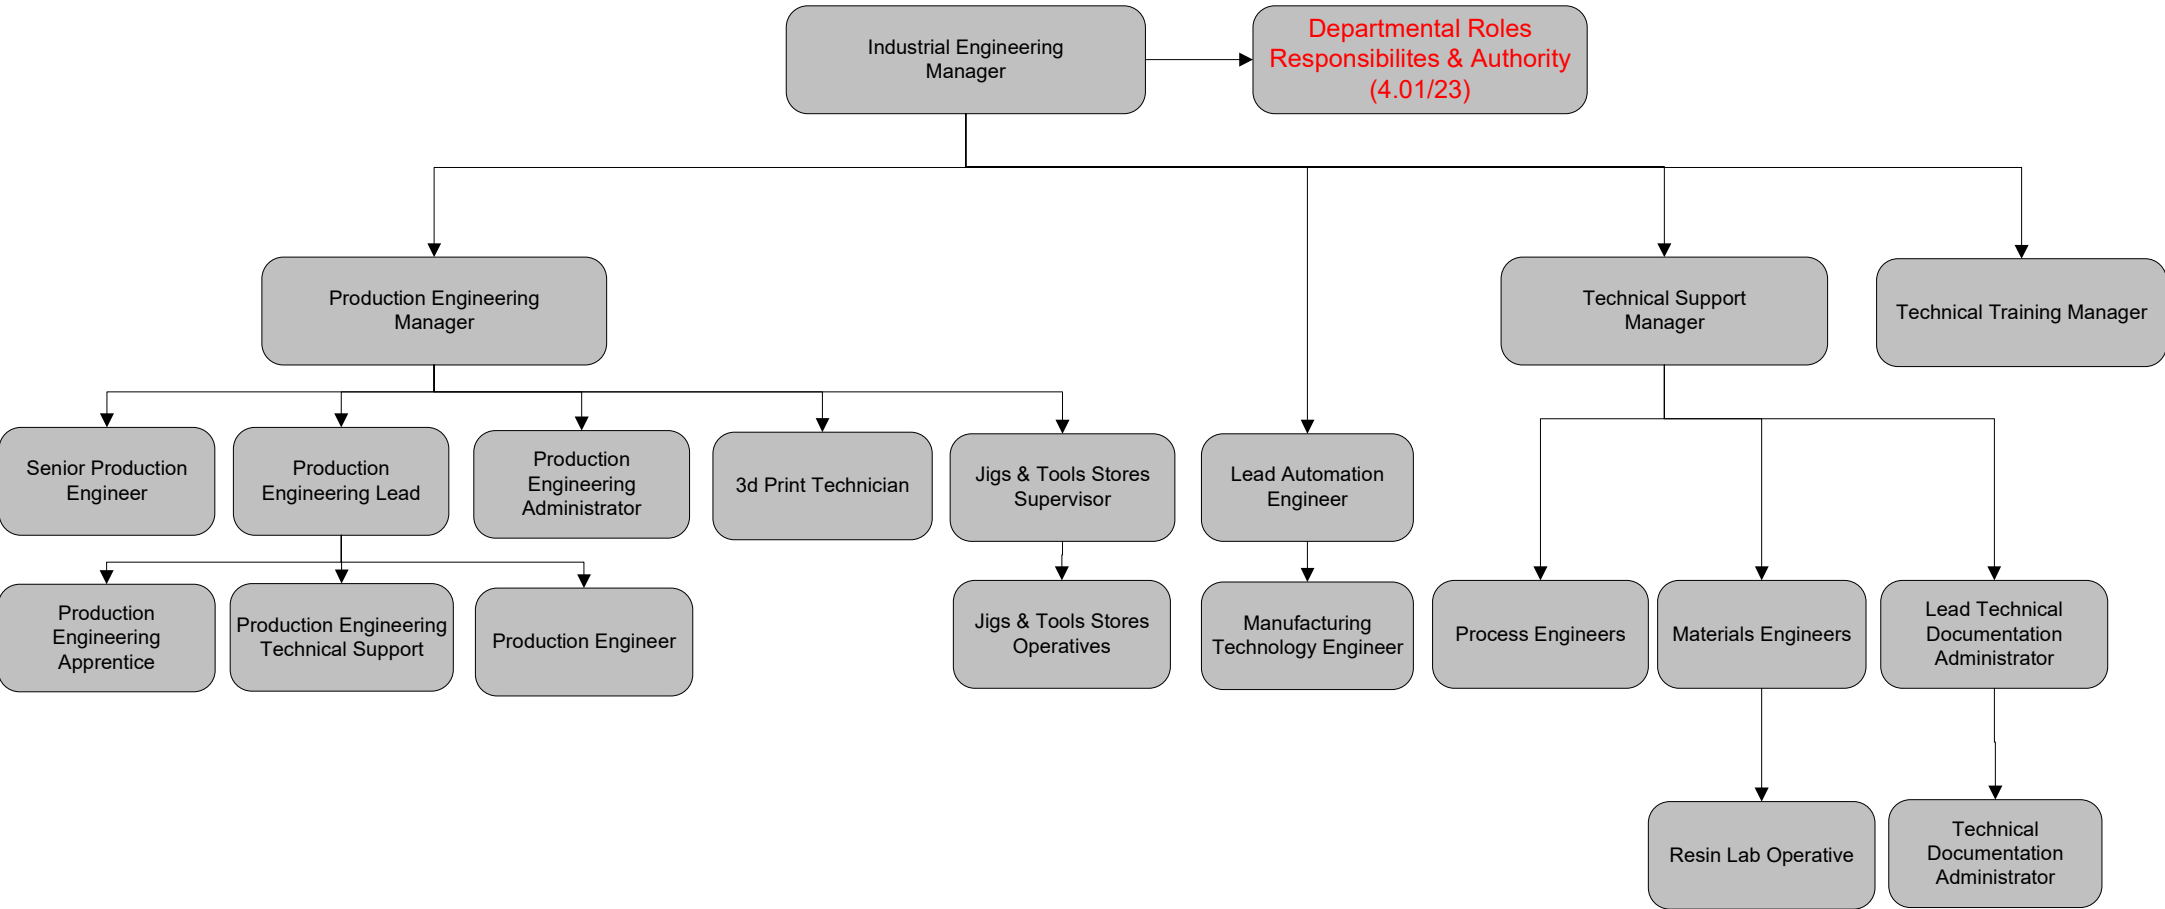 Industrial Engineering
Manager
Departmental Roles
Responsibilites & Authority
(4.01/23)
Production Engineering
Manager
Technical Support
Manager
Technical Training Manager
Senior Production
Engineer
Production
Engineering Lead
Production
Engineering
Administrator
3d Print Technician
Jigs & Tools Stores
Supervisor
Lead Automation
Engineer
Production
Engineering
Apprentice
Production Engineering
Technical Support
Production Engineer
Jigs & Tools Stores
Operatives
Manufacturing
Technology Engineer
Process Engineers
Materials Engineers
Lead Technical
Documentation
Administrator
Resin Lab Operative
Technical
Documentation
Administrator